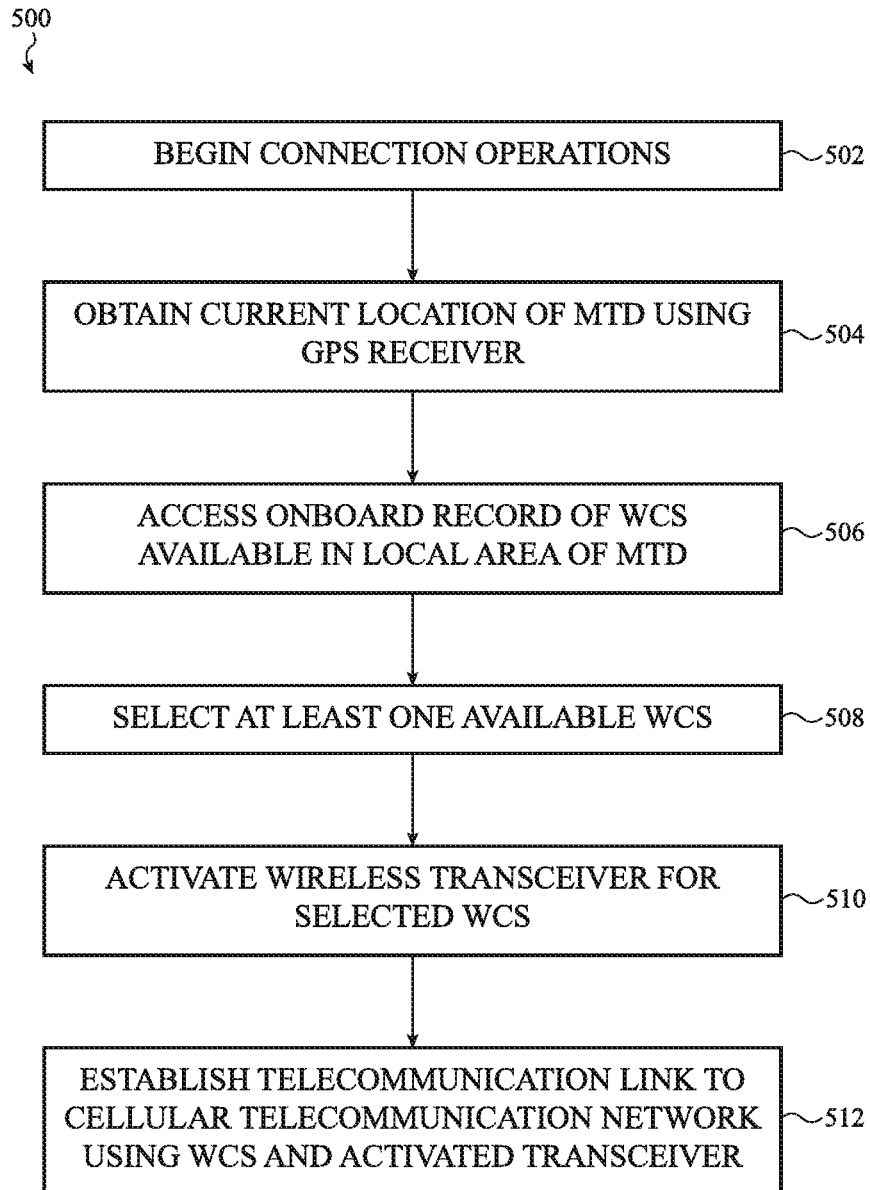 500
BEGIN CONNECTION OPERATIONS
502
OBTAIN CURRENT LOCATION OF MTD USING
GPS RECEIVER
504
ACCESS ONBOARD RECORD OF WCS
AVAILABLE IN LOCAL AREA OF MTD
506
SELECT AT LEAST ONE AVAILABLE WCS
508
ACTIVATE WIRELESS TRANSCEIVER FOR
SELECTED WCS
510
ESTABLISH TELECOMMUNICATION LINK TO
CELLULAR TELECOMMUNICATION NETWORK
USING WCS AND ACTIVATED TRANSCEIVER
512